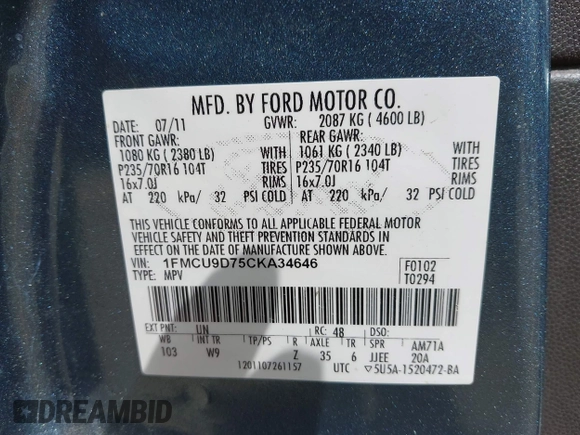 MFD. BY FORD MOTOR CO.
DATE: 07/11 GVWR: 2087 KG ( 4600 LB)
FRONT GAWR: REAR GAWR:
1080 KG ( 2380 LB) WITH 1061 KG ( 2340 LB) WITH
P235/70R16 104T TIRES P235/70R16 104T TIRES
16x7.0J RIMS 16x7.0J RIMS
AT 220 kPa/ 32 PSI COLD AT 220 kPa/ 32 PSI COLD
THIS VEHICLE CONFORMS TO ALL APPLICABLE FEDERAL MOTOR
VEHICLE SAFETY AND THEFT PREVENTION STANDARDS IN
EFFECT ON THE DATE OF MANUFACTURE SHOWN ABOVE.
VIN: 1FMCU9D75CKA34646 F0102
TYPE: MPV T0294
EXT PNT: UN RC: 48 DSO:
WB INT TR TP/PS R AXLE TR SPR AM71A
103 W9 Z 35 6 JJEE 20A
1201107261157 UTC ▽5U5A-1520472-BA
DREAMBID